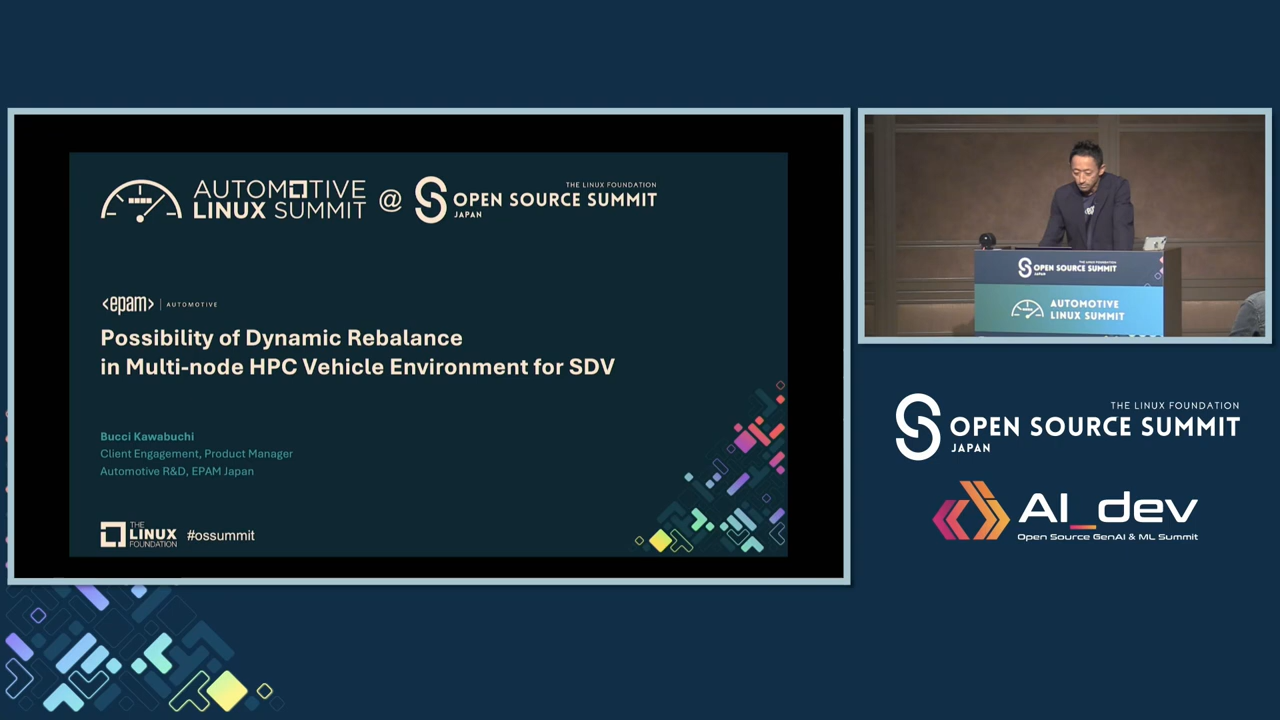 AUTOMOTIVE
LINUX SUMMIT
@
THE LINUX FOUNDATION
OPEN SOURCE SUMMIT
JAPAN
<epam> | AUTOMOTIVE
Possibility of Dynamic Rebalance
in Multi-node HPC Vehicle Environment for SDV
Bucci Kawabuchi
Client Engagement, Product Manager
Automotive R&D, EPAM Japan
THE
LINUX
FOUNDATION
#ossummit
THE LINUX FOUNDATION
OPEN SOURCE SUMMIT
JAPAN
AUTOMOTIVE
LINUX SUMMIT
THE LINUX FOUNDATION
OPEN SOURCE SUMMIT
JAPAN
AI_dev
Open Source GenAI & ML Summit